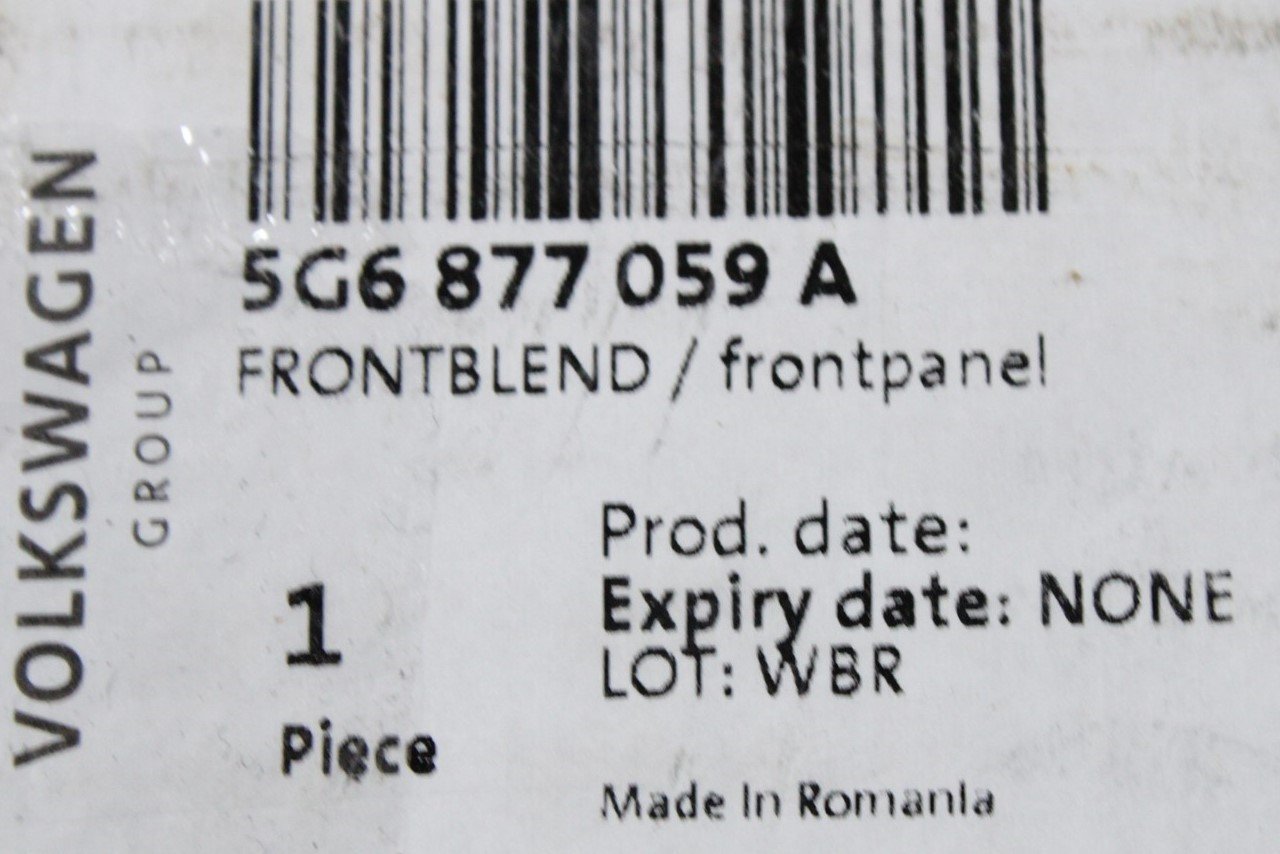 VOLKSWAGEN
GROUP
5G6 877 059 A
FRONTBLEND / frontpanel
1
Piece
Prod. date:
Expiry date: NONE
LOT: WBR
Made In Romania